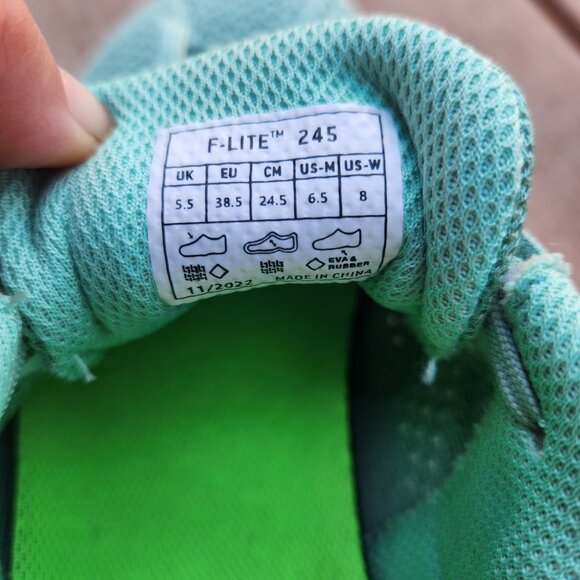 F-LITE™ 245
UK EU CM US-M US-W
5.5 38.5 24.5 6.5 8
EVA &
RUBBER
11/2022 MADE IN CHINA